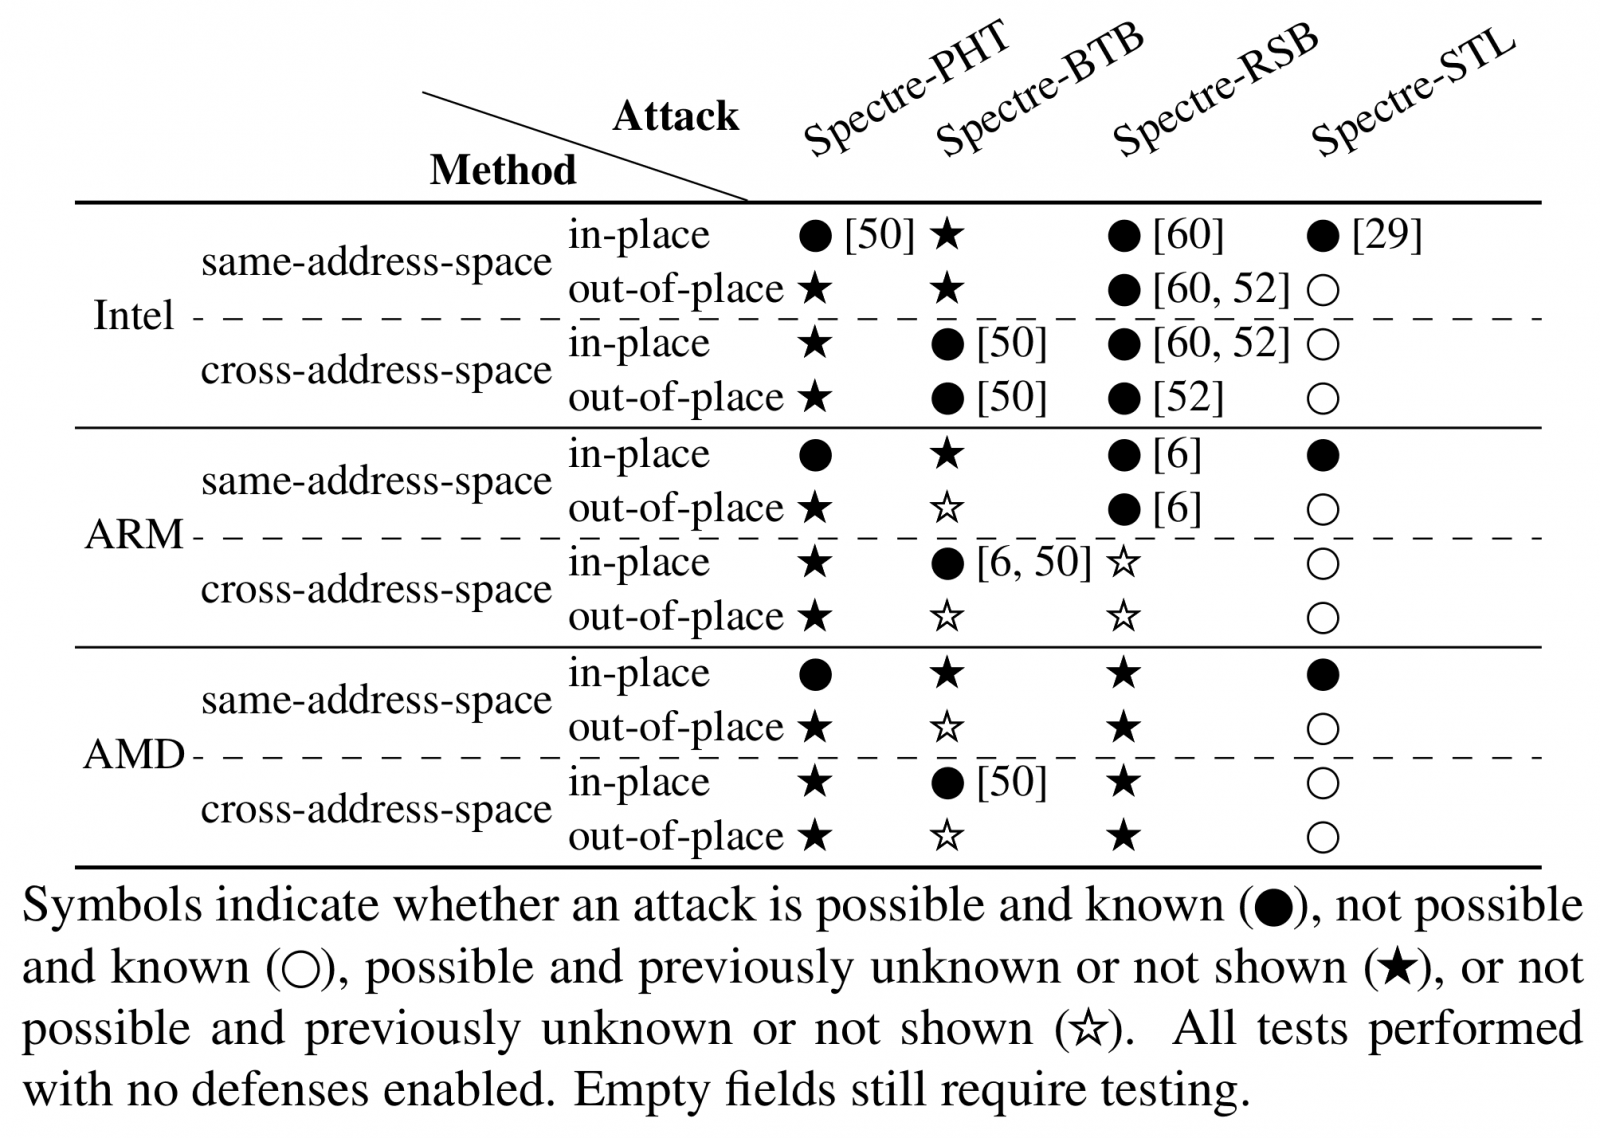 Spectre-PHT Spectre-BTB Spectre-RSB Spectre-STL
Attack
Method
Intel
same-address-space
in-place ● [50] ★ ● [60] ● [29]
out-of-place ★ ★ ● [60, 52] ○
cross-address-space
in-place ★ ● [50] ● [60, 52] ○
out-of-place ★ ● [50] ● [52] ○
ARM
same-address-space
in-place ● ★ ● [6] ●
out-of-place ★ ☆ ● [6] ○
cross-address-space
in-place ★ ● [6, 50] ☆ ○
out-of-place ★ ☆ ☆ ○
AMD
same-address-space
in-place ● ★ ★ ●
out-of-place ★ ☆ ★ ○
cross-address-space
in-place ★ ● [50] ★ ○
out-of-place ★ ☆ ★ ○
Symbols indicate whether an attack is possible and known (●), not possible
and known (○), possible and previously unknown or not shown (★), or not
possible and previously unknown or not shown (☆). All tests performed
with no defenses enabled. Empty fields still require testing.